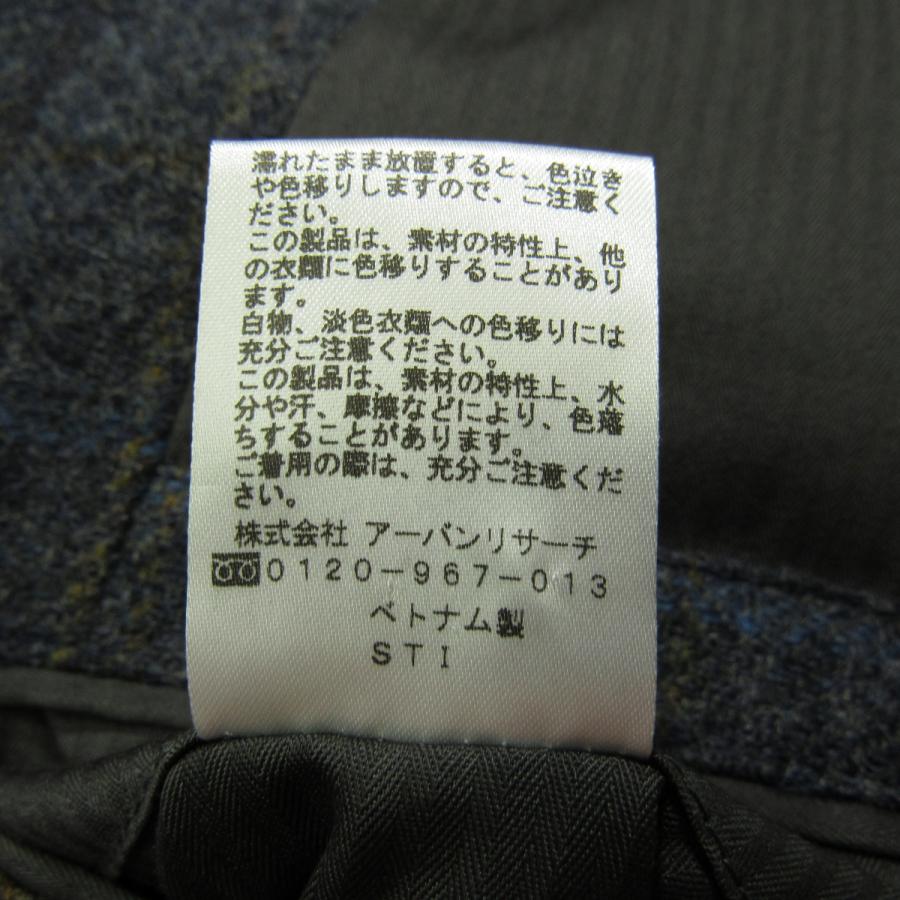 濡れたまま放置すると、色泣き
や色移りしますので、ご注意く
ださい。
この製品は、素材の特性上、他
の衣類に色移りすることがあり
ます。
白物、淡色衣類への色移りには
充分ご注意ください。
この製品は、素材の特性上、水
分や汗、摩擦などにより、色落
ちすることがあります。
ご着用の際は、充分ご注意くだ
さい。
株式会社 アーバンリサーチ
0120-967-013
ベトナム製
STI